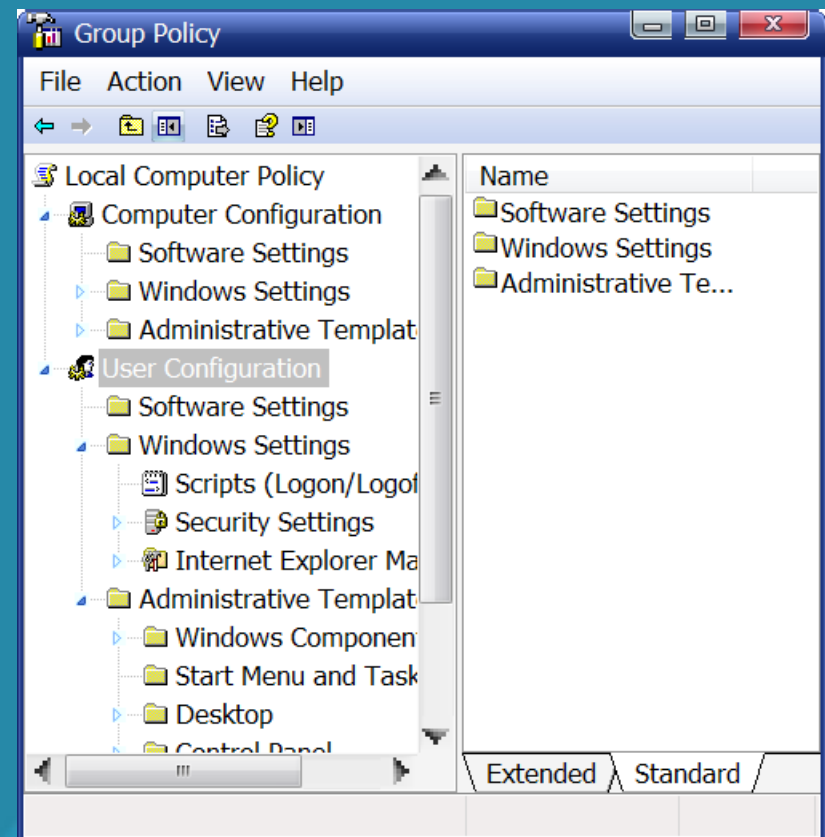 Group Policy
File Action View Help
Local Computer Policy
Computer Configuration
Software Settings
Windows Settings
Administrative Templat
User Configuration
Software Settings
Windows Settings
Scripts (Logon/Logof
Security Settings
Internet Explorer Ma
Administrative Templat
Windows Componen
Start Menu and Task
Desktop
Control Panel
Name
Software Settings
Windows Settings
Administrative Te...
Extended Standard